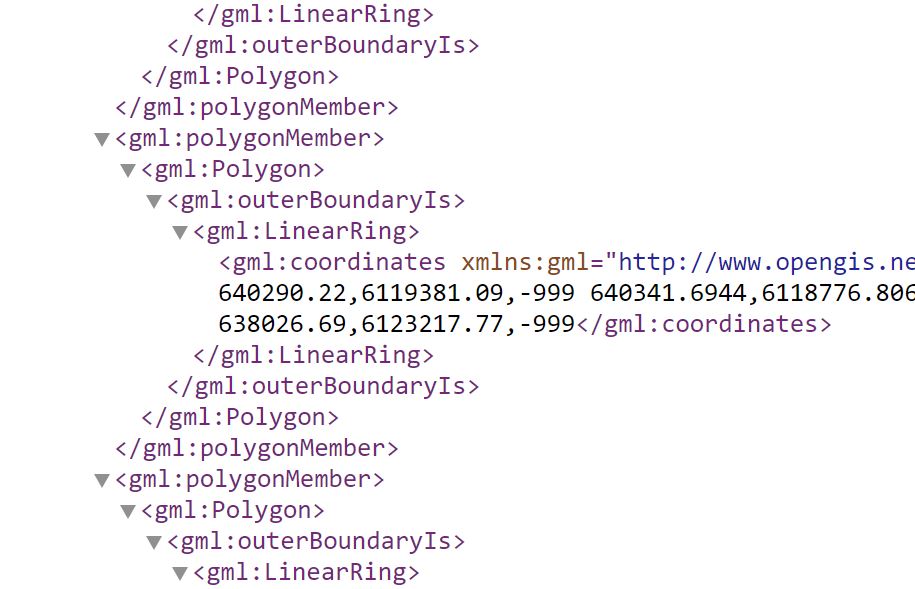 </gml:LinearRing>
</gml:outerBoundaryIs>
</gml:Polygon>
</gml:polygonMember>
<gml:polygonMember>
<gml:Polygon>
<gml:outerBoundaryIs>
<gml:LinearRing>
<gml:coordinates xmlns:gml="http://www.opengis.ne
640290.22,6119381.09,-999 640341.6944,6118776.806
638026.69,6123217.77,-999</gml:coordinates>
</gml:LinearRing>
</gml:outerBoundaryIs>
</gml:Polygon>
</gml:polygonMember>
<gml:polygonMember>
<gml:Polygon>
<gml:outerBoundaryIs>
<gml:LinearRing>